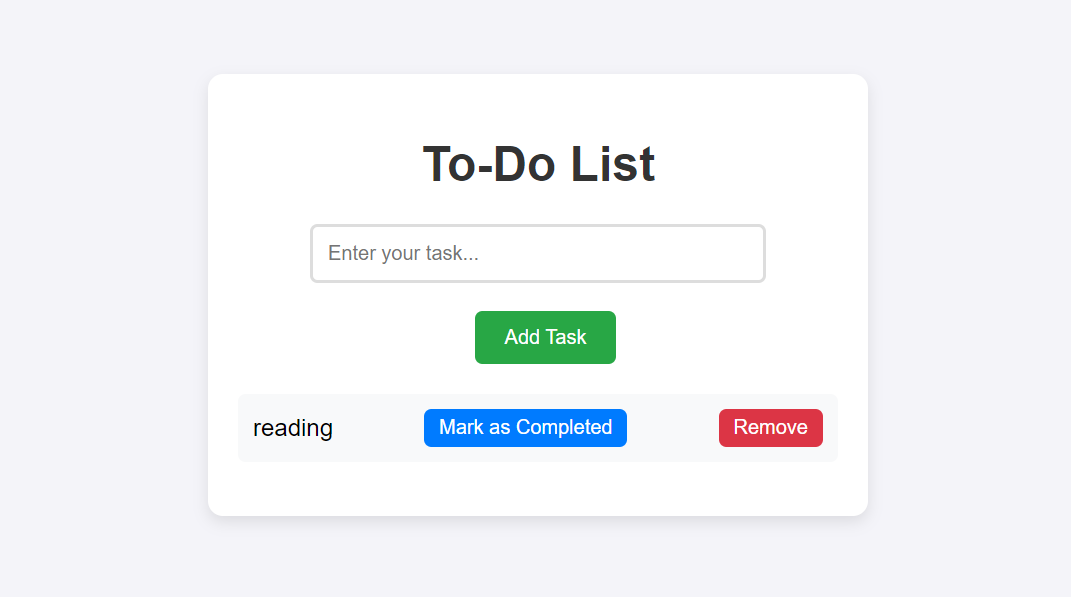 To-Do List
Enter your task...
Add Task
reading Mark as Completed Remove